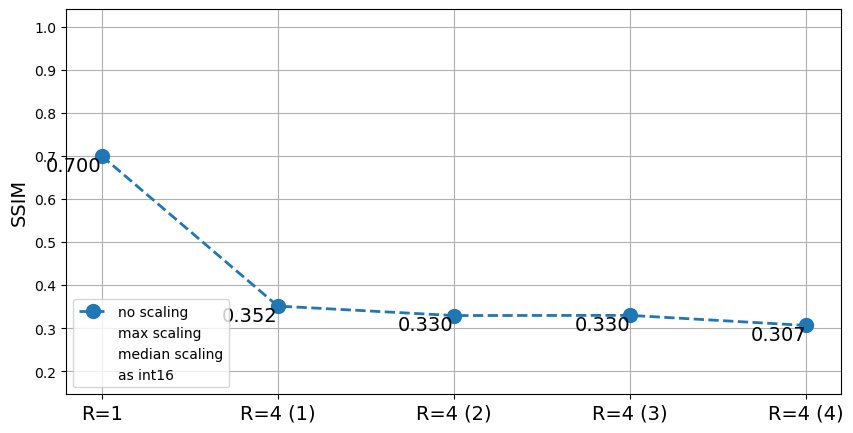 1.0
0.9
0.8
0.7
0.6
0.5
0.4
0.3
0.2
SSIM
0.700
0.352
0.330
0.330
0.307
no scaling
max scaling
median scaling
as int16
R=1 R=4 (1) R=4 (2) R=4 (3) R=4 (4)